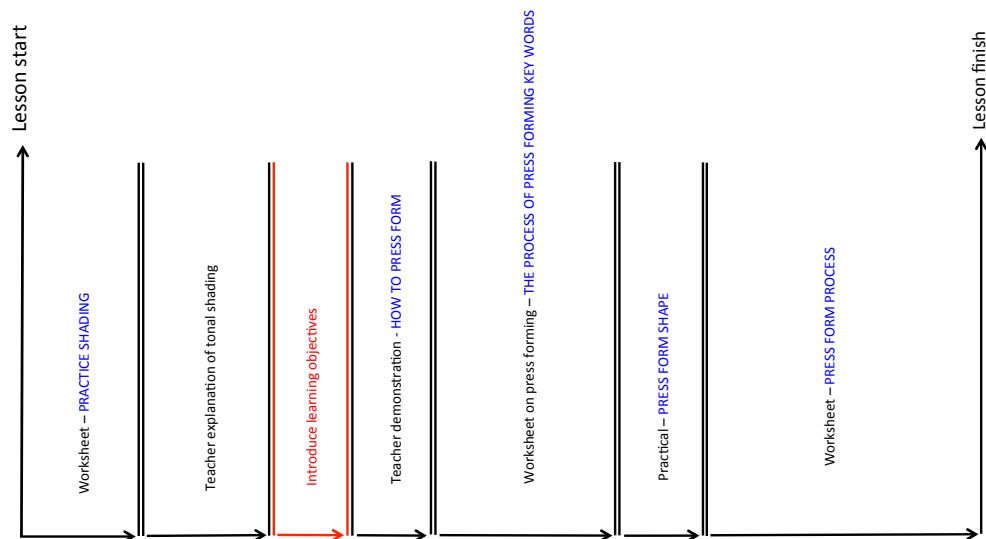 Lesson start
Worksheet – PRACTICE SHADING
Teacher explanation of tonal shading
Introduce learning objectives
Teacher demonstration - HOW TO PRESS FORM
Worksheet on press forming – THE PROCESS OF PRESS FORMING KEY WORDS
Practical – PRESS FORM SHAPE
Worksheet – PRESS FORM PROCESS
Lesson finish